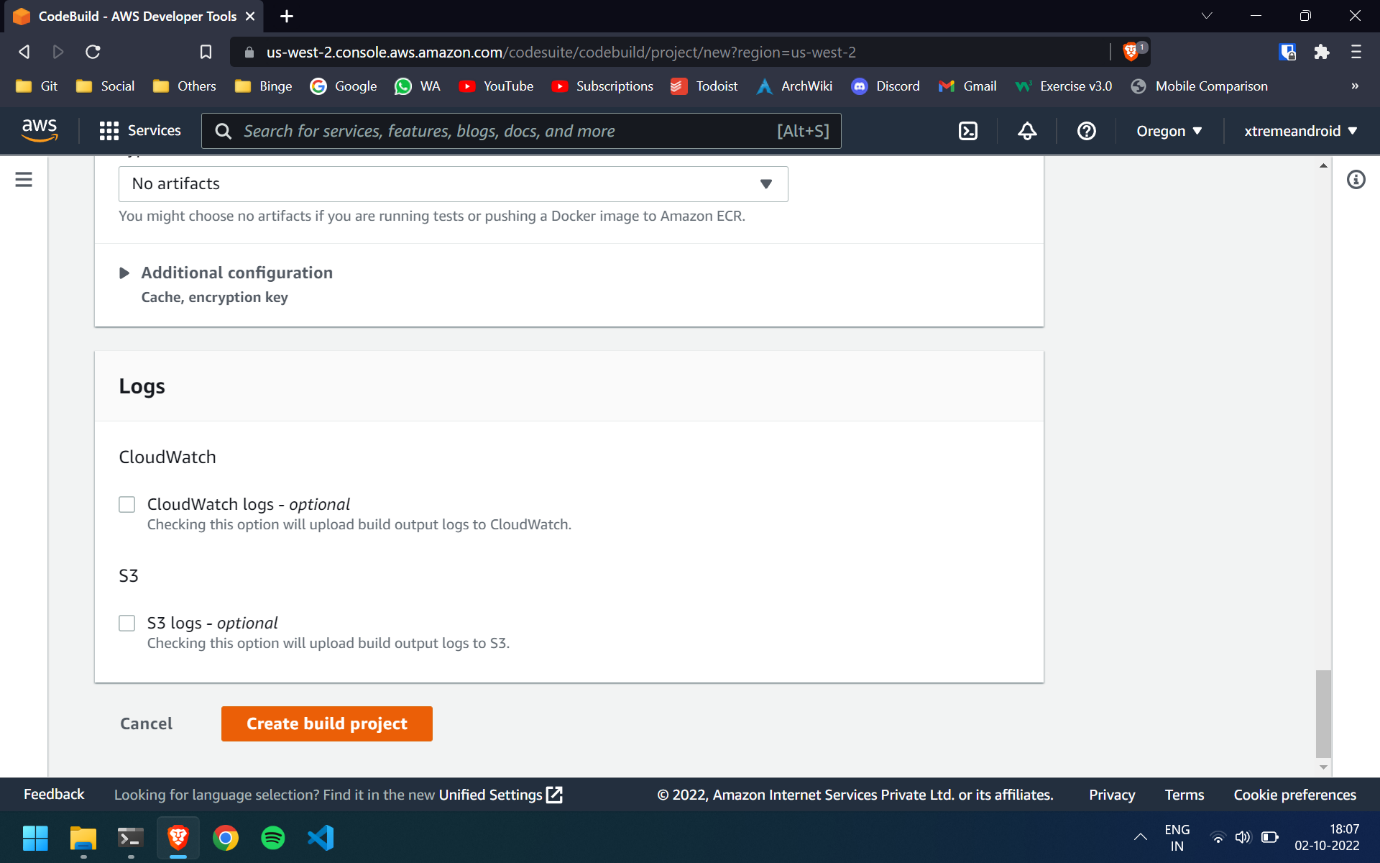 CodeBuild - AWS Developer Tools
us-west-2.console.aws.amazon.com/codesuite/codebuild/project/new?region=us-west-2
1
Git Social Others Binge Google WA YouTube Subscriptions Todoist ArchWiki Discord Gmail Exercise v3.0 Mobile Comparison »
aws Services Search for services, features, blogs, docs, and more [Alt+S] Oregon xtremeandroid
No artifacts
You might choose no artifacts if you are running tests or pushing a Docker image to Amazon ECR.
Additional configuration
Cache, encryption key
Logs
CloudWatch
CloudWatch logs - optional
Checking this option will upload build output logs to CloudWatch.
S3
S3 logs - optional
Checking this option will upload build output logs to S3.
Cancel Create build project
Feedback Looking for language selection? Find it in the new Unified Settings © 2022, Amazon Internet Services Private Ltd. or its affiliates. Privacy Terms Cookie preferences
ENG
IN
18:07
02-10-2022